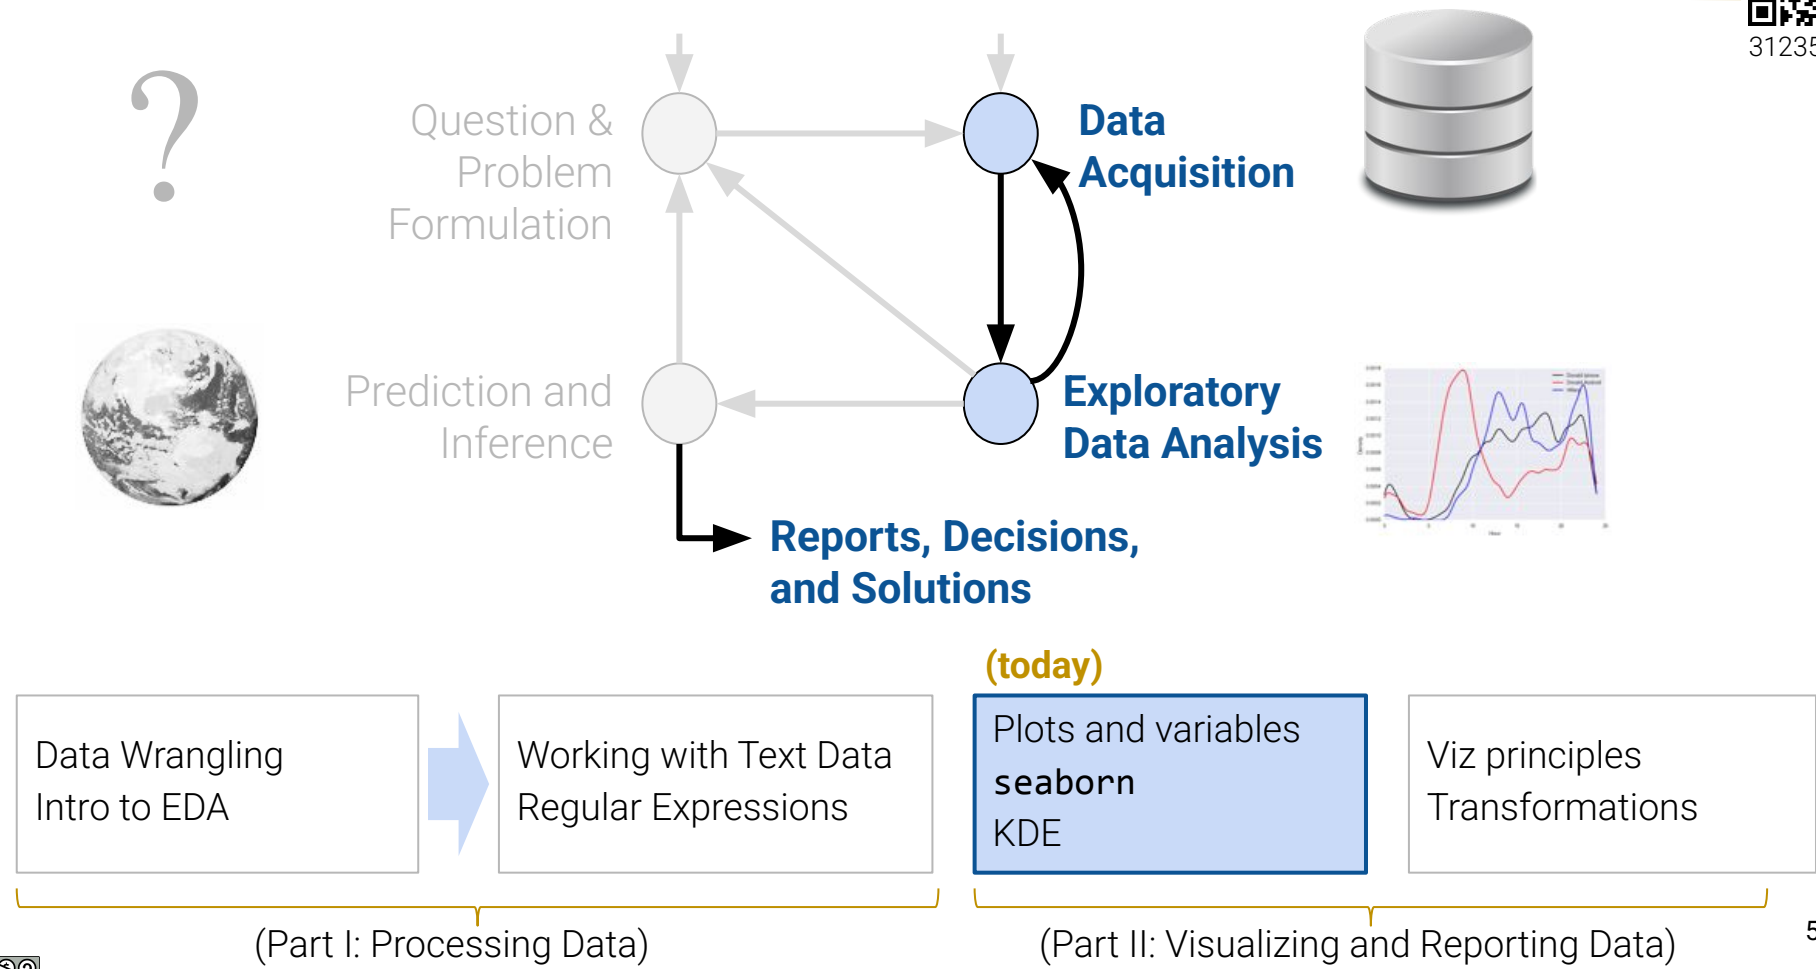 31235
?
Question &
Problem
Formulation
Data
Acquisition
Prediction and
Inference
Exploratory
Data Analysis
Reports, Decisions,
and Solutions
(today)
Data Wrangling
Intro to EDA
Working with Text Data
Regular Expressions
Plots and variables
seaborn
KDE
Viz principles
Transformations
(Part I: Processing Data)
(Part II: Visualizing and Reporting Data)
5